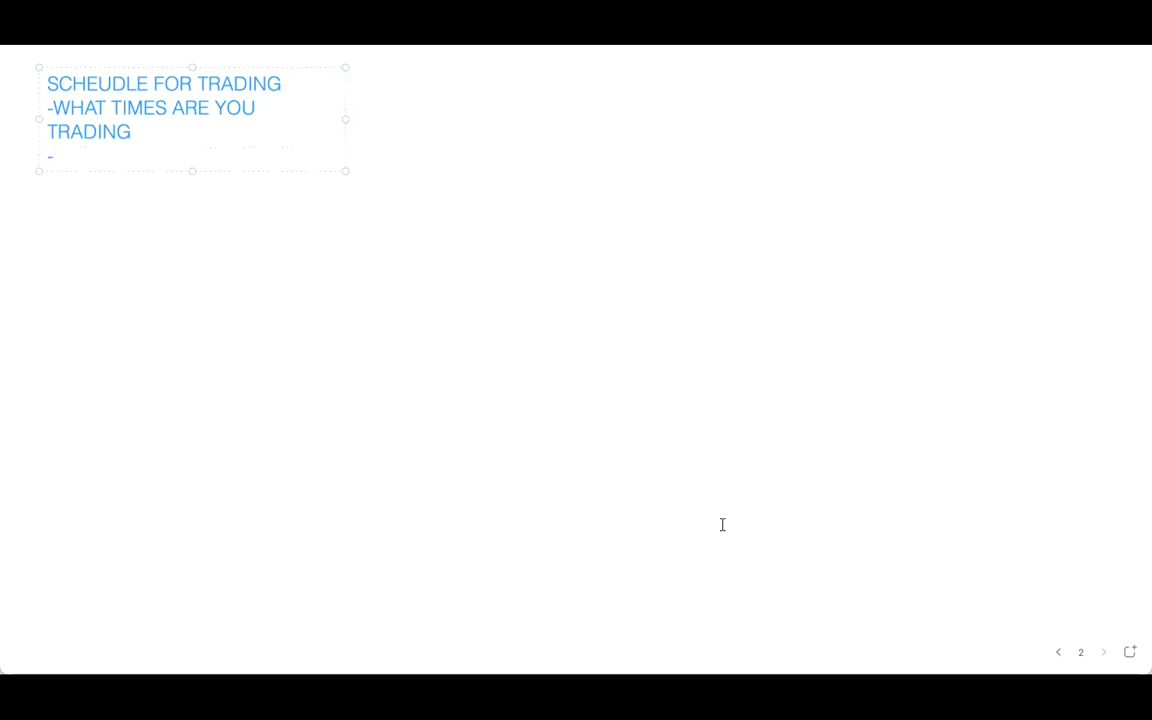 SCHEUDLE FOR TRADING
-WHAT TIMES ARE YOU
TRADING
-
2